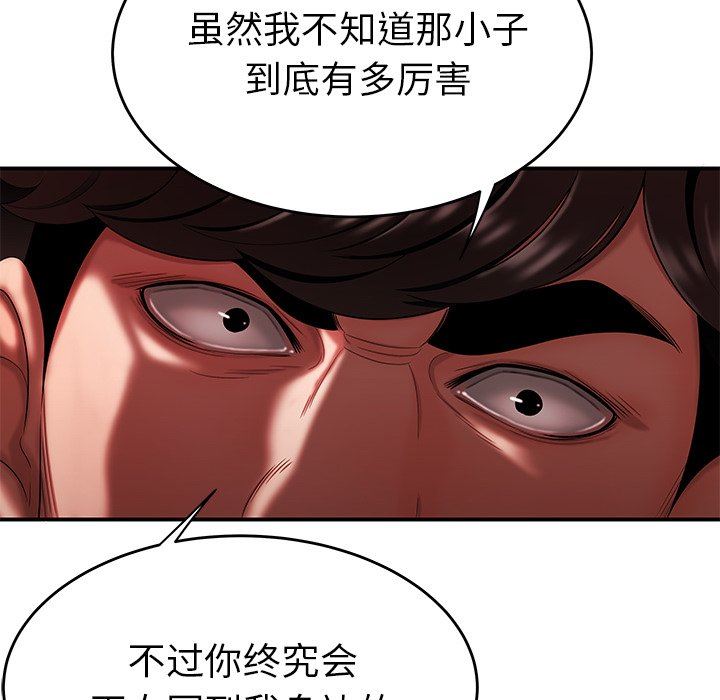 虽然我不知道那小子
到底有多厉害
不过你终究会